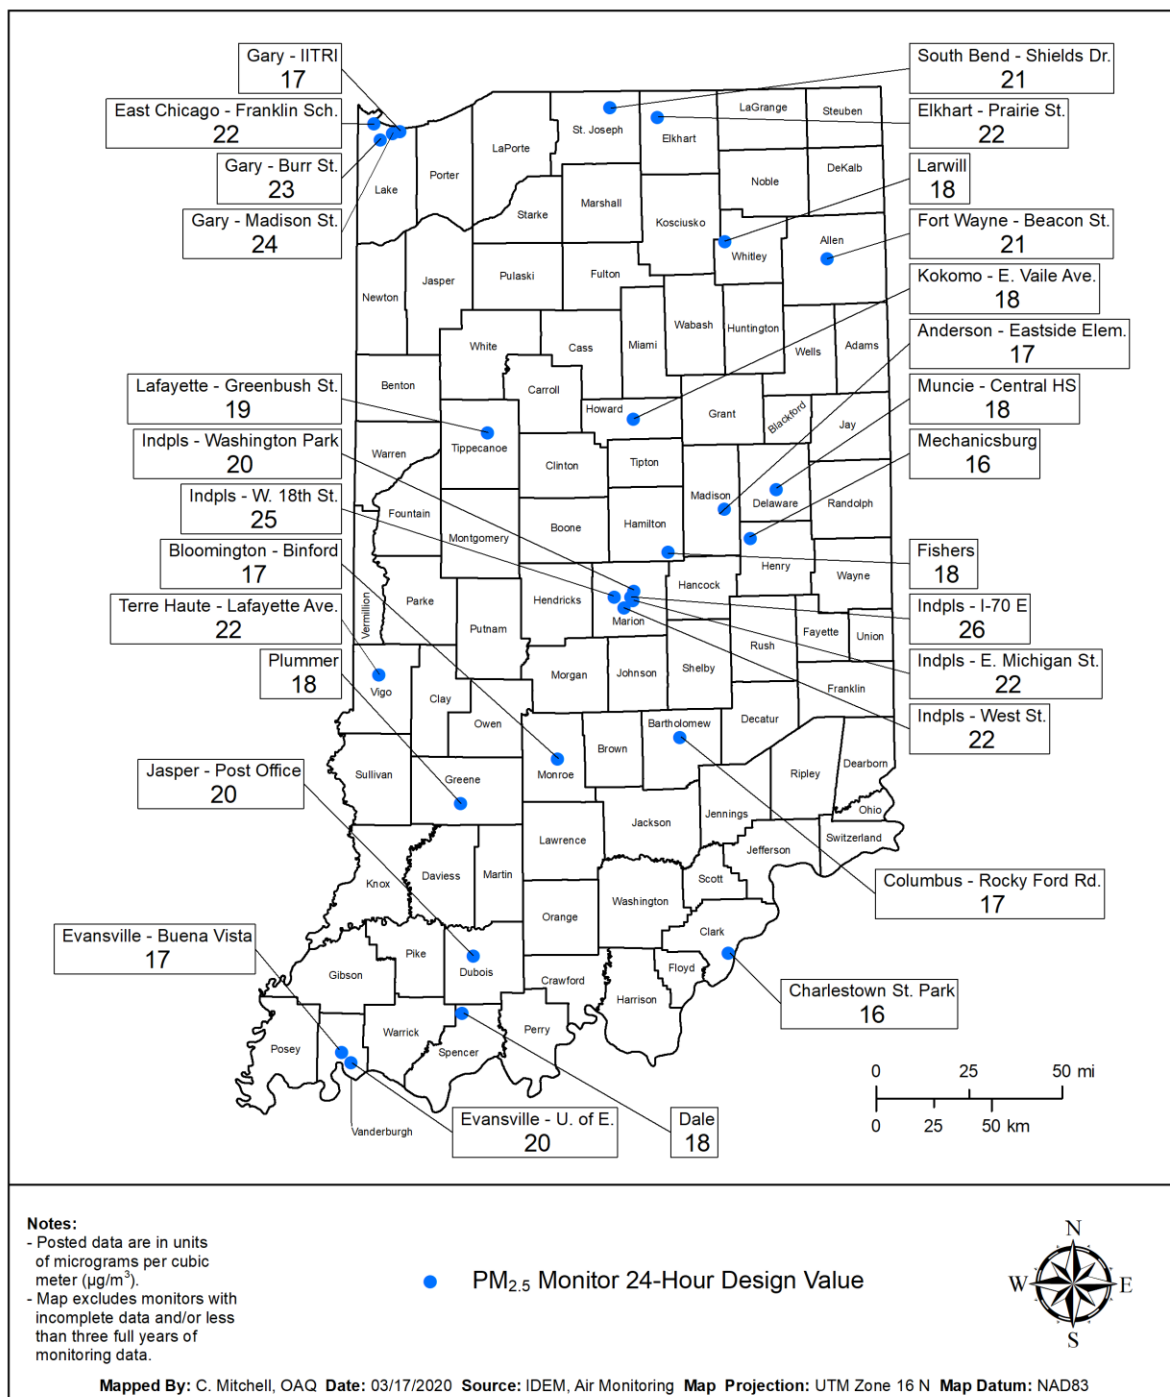 Gary - IITRI
17
East Chicago - Franklin Sch.
22
Gary - Burr St.
23
Gary - Madison St.
24
South Bend - Shields Dr.
21
Elkhart - Prairie St.
22
Larwill
18
Fort Wayne - Beacon St.
21
Kokomo - E. Vaile Ave.
18
Anderson - Eastside Elem.
17
Muncie - Central HS
18
Mechanicsburg
16
Lafayette - Greenbush St.
19
Indpls - Washington Park
20
Indpls - W. 18th St.
25
Bloomington - Binford
17
Terre Haute - Lafayette Ave.
22
Plummer
18
Fishers
18
Indpls - I-70 E
26
Indpls - E. Michigan St.
22
Indpls - West St.
22
Jasper - Post Office
20
Columbus - Rocky Ford Rd.
17
Evansville - Buena Vista
17
Charlestown St. Park
16
Evansville - U. of E.
20
Dale
18
LaGrange
Steuben
St. Joseph
Elkhart
LaPorte
Porter
Lake
Noble
DeKalb
Starke
Marshall
Kosciusko
Whitley
Allen
Newton
Jasper
Pulaski
Fulton
Wabash
Huntington
Miami
White
Cass
Wells
Adams
Benton
Carroll
Howard
Grant
Blackford
Jay
Tippecanoe
Warren
Clinton
Tipton
Madison
Delaware
Randolph
Fountain
Montgomery
Boone
Hamilton
Henry
Wayne
Vermillion
Parke
Putnam
Hendricks
Marion
Hancock
Rush
Fayette
Union
Vigo
Clay
Owen
Morgan
Johnson
Shelby
Franklin
Decatur
Bartholomew
Brown
Monroe
Greene
Sullivan
Ripley
Dearborn
Ohio
Jennings
Jackson
Lawrence
Switzerland
Jefferson
Scott
Knox
Daviess
Martin
Orange
Washington
Clark
Floyd
Harrison
Crawford
Dubois
Pike
Gibson
Posey
Warrick
Spencer
Perry
Vanderburgh
0 25 50 mi
0 25 50 km
Notes:
- Posted data are in units
of micrograms per cubic
meter (µg/m³).
- Map excludes monitors with
incomplete data and/or less
than three full years of
monitoring data.
PM2.5 Monitor 24-Hour Design Value
N
W E
S
Mapped By: C. Mitchell, OAQ Date: 03/17/2020 Source: IDEM, Air Monitoring Map Projection: UTM Zone 16 N Map Datum: NAD83